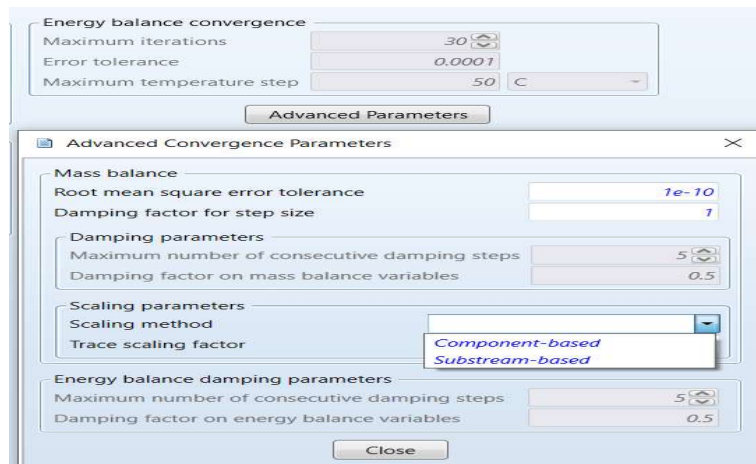 Energy balance convergence
Maximum iterations 30
Error tolerance 0.0001
Maximum temperature step 50 C
Advanced Parameters
Advanced Convergence Parameters
Mass balance
Root mean square error tolerance 1e-10
Damping factor for step size 1
Damping parameters
Maximum number of consecutive damping steps 5
Damping factor on mass balance variables 0.5
Scaling parameters
Scaling method
Trace scaling factor
Component-based
Substream-based
Energy balance damping parameters
Maximum number of consecutive damping steps 5
Damping factor on energy balance variables 0.5
Close